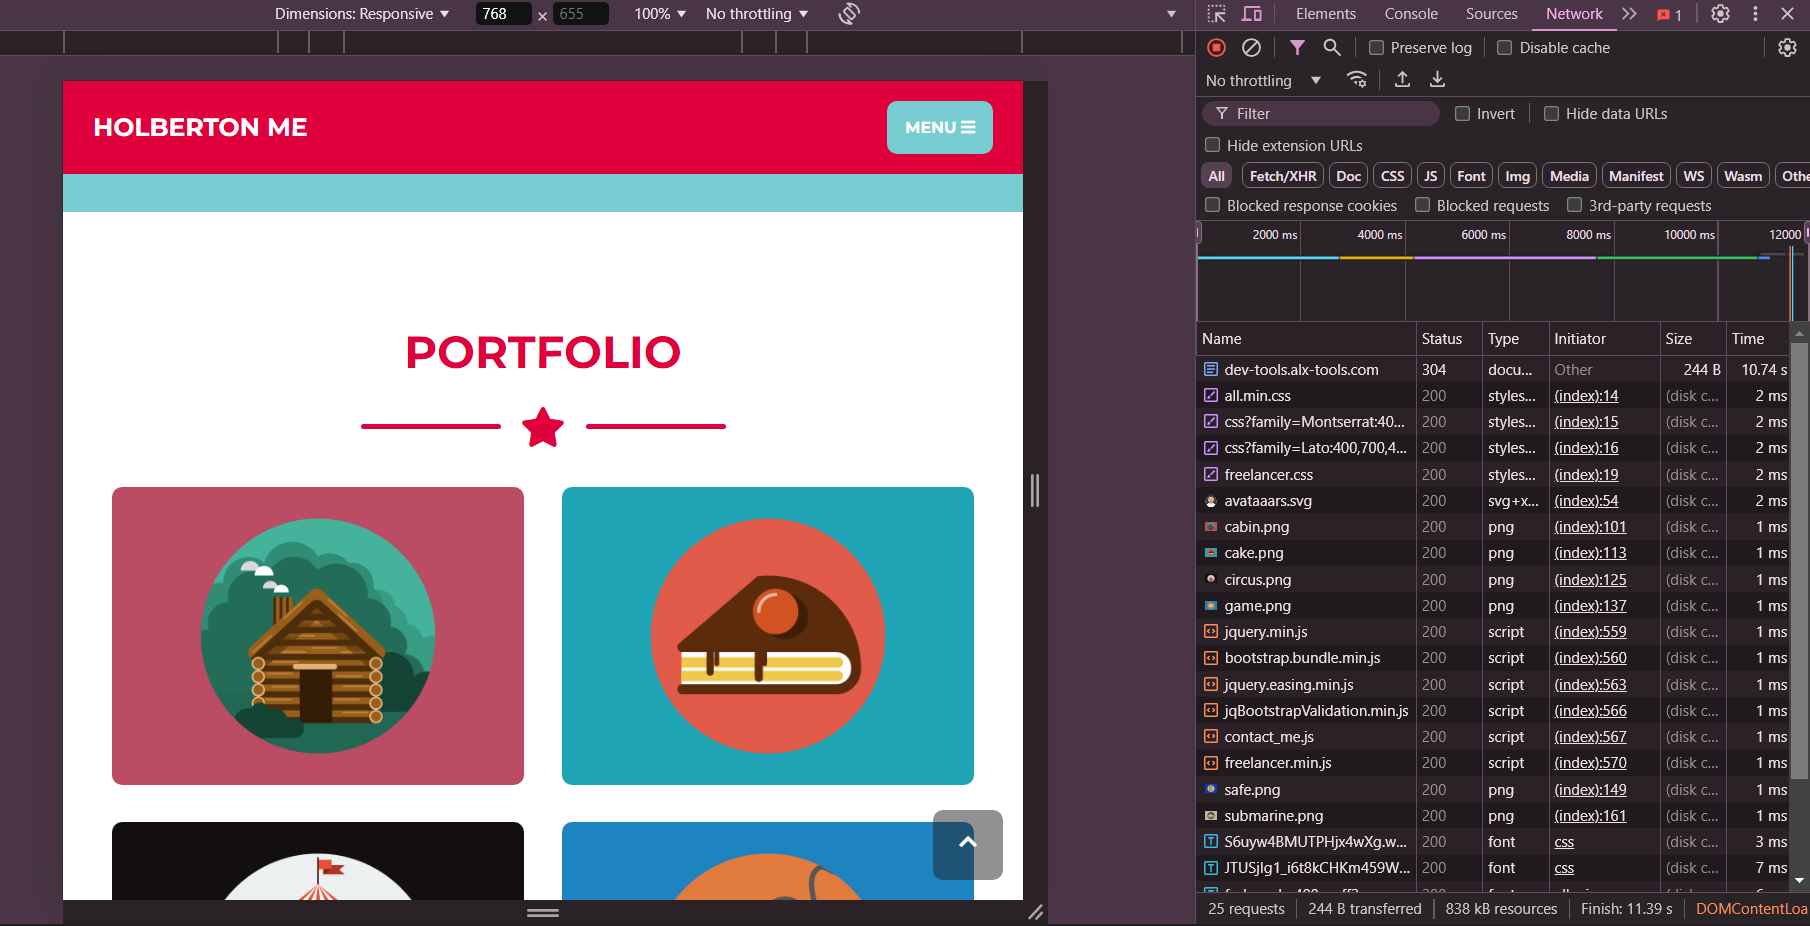 Dimensions: Responsive 768 × 655 100% No throttling
Elements Console Sources Network 1
Preserve log Disable cache
No throttling
Filter Invert Hide data URLs
Hide extension URLs
All Fetch/XHR Doc CSS JS Font Img Media Manifest WS Wasm Othe
Blocked response cookies Blocked requests 3rd-party requests
2000 ms 4000 ms 6000 ms 8000 ms 10000 ms 12000
HOLBERTON ME
MENU
PORTFOLIO
Name Status Type Initiator Size Time
dev-tools.alx-tools.com 304 docu... Other 244 B 10.74 s
all.min.css 200 styles... (index):14 (disk c... 2 ms
css?family=Montserrat:40... 200 styles... (index):15 (disk c... 2 ms
css?family=Lato:400,700,4... 200 styles... (index):16 (disk c... 2 ms
freelancer.css 200 styles... (index):19 (disk c... 2 ms
avataaars.svg 200 svg+x... (index):54 (disk c... 2 ms
cabin.png 200 png (index):101 (disk c... 1 ms
cake.png 200 png (index):113 (disk c... 1 ms
circus.png 200 png (index):125 (disk c... 1 ms
game.png 200 png (index):137 (disk c... 1 ms
jquery.min.js 200 script (index):559 (disk c... 1 ms
bootstrap.bundle.min.js 200 script (index):560 (disk c... 1 ms
jquery.easing.min.js 200 script (index):563 (disk c... 1 ms
jqBootstrapValidation.min.js 200 script (index):566 (disk c... 1 ms
contact_me.js 200 script (index):567 (disk c... 1 ms
freelancer.min.js 200 script (index):570 (disk c... 1 ms
safe.png 200 png (index):149 (disk c... 1 ms
submarine.png 200 png (index):161 (disk c... 1 ms
S6uyw4BMUTPHjx4wXg.w... 200 font css (disk c... 3 ms
JTUSjIg1_i6t8kCHKm459W... 200 font css (disk c... 7 ms
25 requests 244 B transferred 838 kB resources Finish: 11.39 s DOMContentLoa